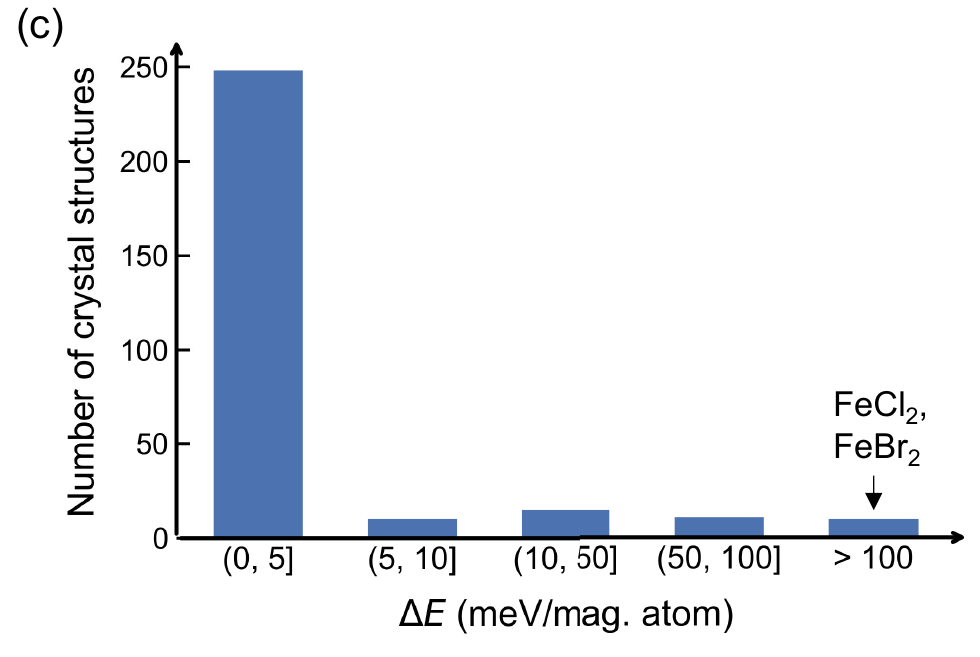 (c)
Number of crystal structures
250
200
150
100
50
0
FeCl₂,
FeBr₂
(0, 5]
(5, 10]
(10, 50]
(50, 100]
> 100
ΔE (meV/mag. atom)